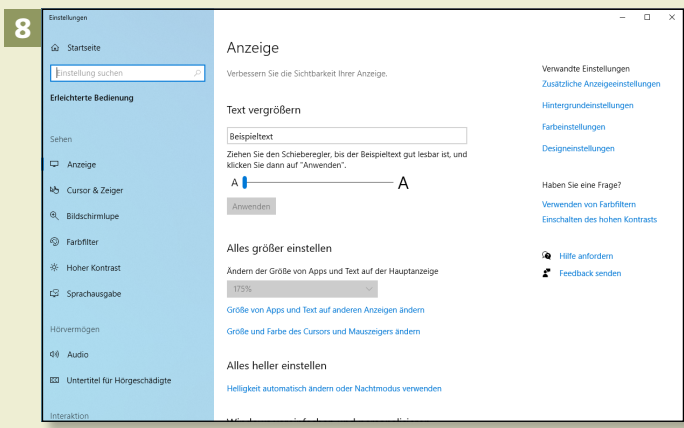 8
Einstellungen
Startseite
Einstellung suchen
Erleichterte Bedienung
Sehen
Anzeige
Cursor & Zeiger
Bildschirmlupe
Farbfilter
Hoher Kontrast
Sprachausgabe
Hörvermögen
Audio
Untertitel für Hörgeschädigte
Interaktion
Anzeige
Verbessern Sie die Sichtbarkeit Ihrer Anzeige.
Text vergrößern
Beispieltext
Ziehen Sie den Schieberegler, bis der Beispieltext gut lesbar ist, und
klicken Sie dann auf "Anwenden".
A A
Anwenden
Alles größer einstellen
Ändern der Größe von Apps und Text auf der Hauptanzeige
175%
Größe von Apps und Text auf anderen Anzeigen ändern
Größe und Farbe des Cursors und Mauszeigers ändern
Alles heller einstellen
Helligkeit automatisch ändern oder Nachtmodus verwenden
Verwandte Einstellungen
Zusätzliche Anzeigeeinstellungen
Hintergrundeinstellungen
Farbeinstellungen
Designeinstellungen
Haben Sie eine Frage?
Verwenden von Farbfiltern
Einschalten des hohen Kontrasts
Hilfe anfordern
Feedback senden